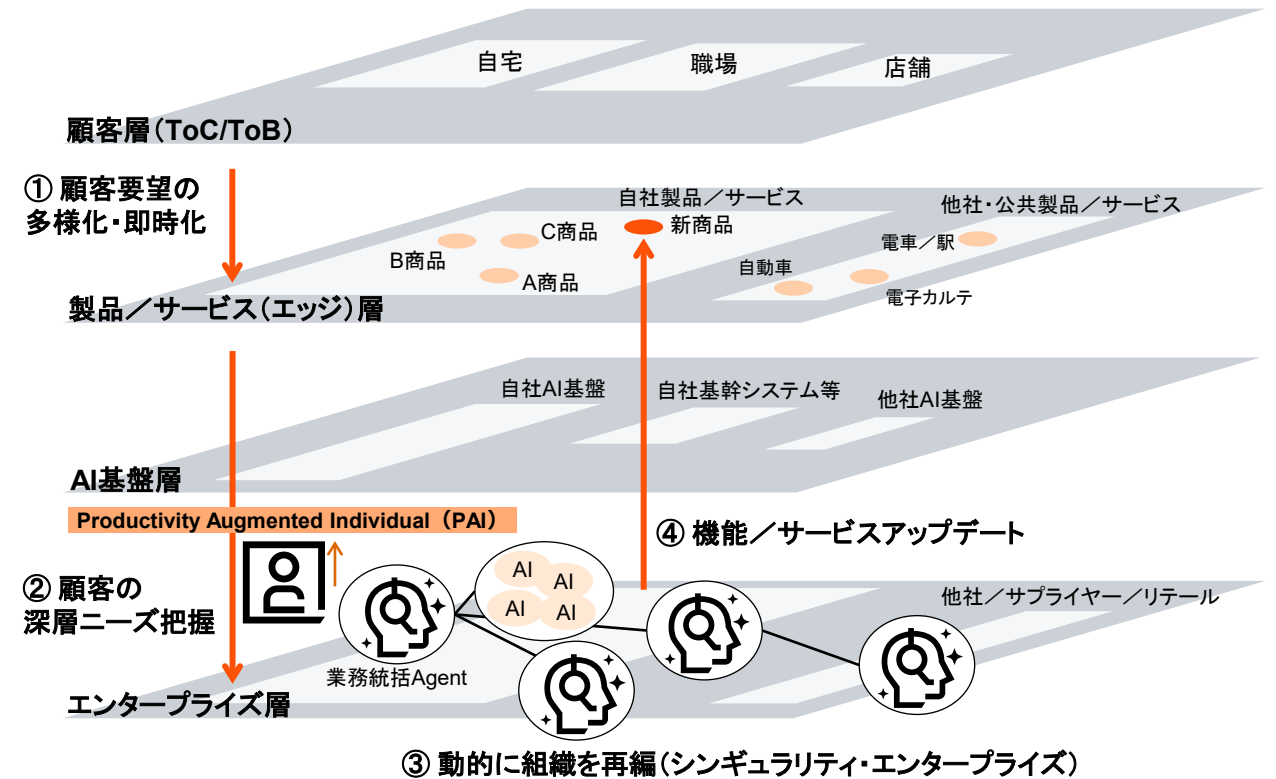 自宅
職場
店舗
顧客層(ToC/ToB)
① 顧客要望の
多様化・即時化
自社製品/サービス
他社・公共製品/サービス
新商品
C商品
B商品
A商品
電車/駅
自動車
電子カルテ
製品/サービス(エッジ)層
自社AI基盤
自社基幹システム等
他社AI基盤
AI基盤層
Productivity Augmented Individual (PAI)
④ 機能/サービスアップデート
② 顧客の
深層ニーズ把握
AI
AI
AI
AI
他社/サプライヤー/リテール
業務統括Agent
エンタープライズ層
③ 動的に組織を再編(シンギュラリティ・エンタープライズ)